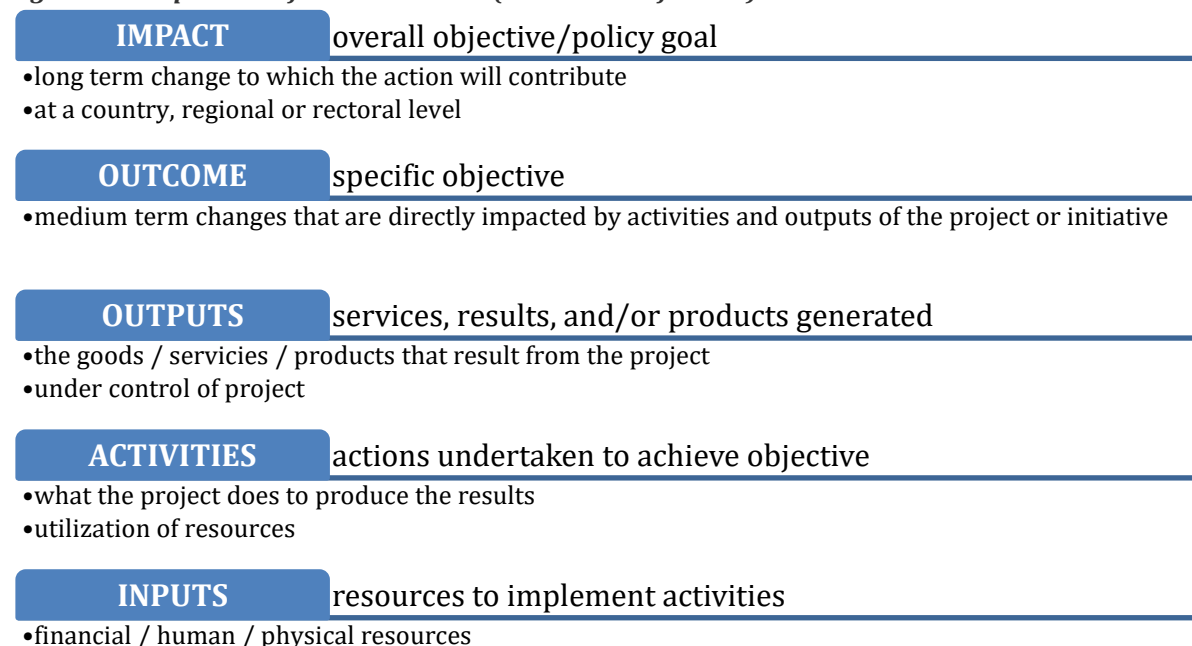 IMPACT overall objective/policy goal
•long term change to which the action will contribute
•at a country, regional or rectoral level
OUTCOME specific objective
•medium term changes that are directly impacted by activities and outputs of the project or initiative
OUTPUTS services, results, and/or products generated
•the goods / servicies / products that result from the project
•under control of project
ACTIVITIES actions undertaken to achieve objective
•what the project does to produce the results
•utilization of resources
INPUTS resources to implement activities
•financial / human / physical resources